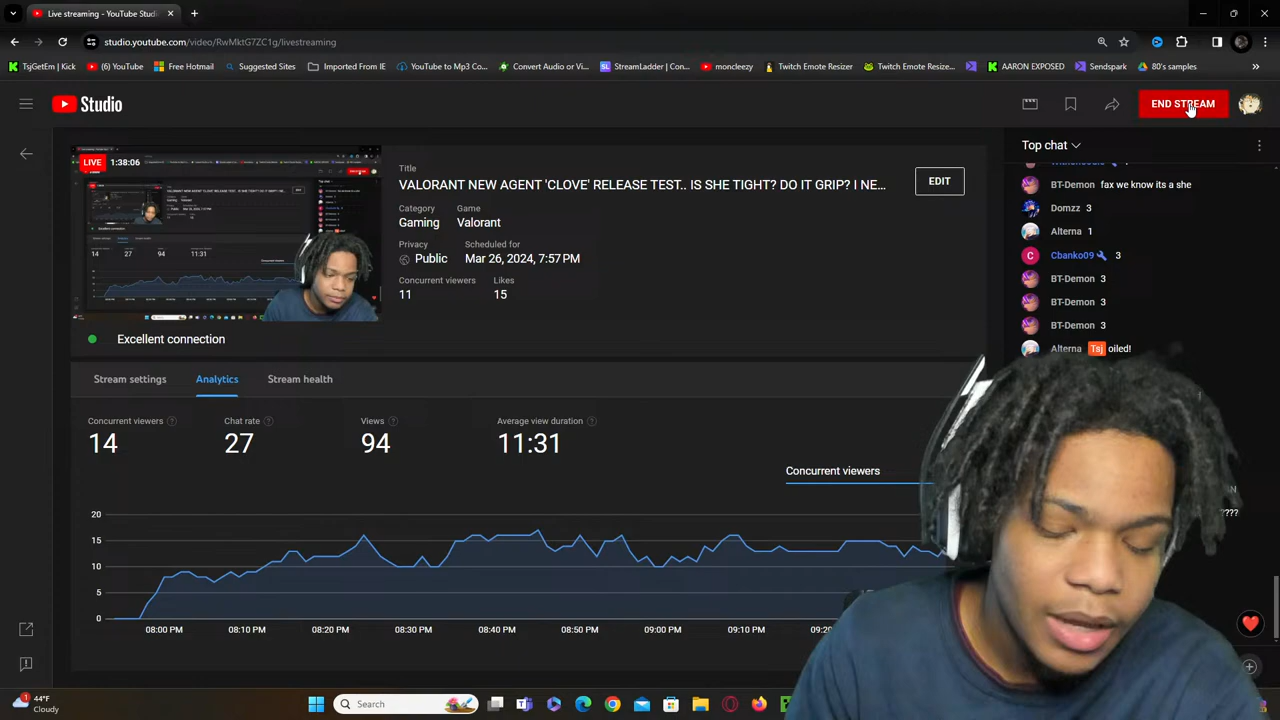 Live streaming - YouTube Studi
studio.youtube.com/video/RwMktG7ZC1g/livestreaming
TsjGetEm | Kick
(6) YouTube
Free Hotmail
Suggested Sites
Imported From IE
YouTube to Mp3 Co...
Convert Audio or Vi...
StreamLadder | Con...
moncleezy
Twitch Emote Resizer
Twitch Emote Resizer
AARON EXPOSED
Sendspark
80's samples
Studio
END STREAM
LIVE 1:38:06
Title
VALORANT NEW AGENT 'CLOVE' RELEASE TEST.. IS SHE TIGHT? DO IT GRIP? I NE...
EDIT
Category Game
Gaming Valorant
Privacy Scheduled for
Public Mar 26, 2024, 7:57 PM
Concurrent viewers Likes
11 15
Excellent connection
Stream settings Analytics Stream health
Concurrent viewers Chat rate Views Average view duration
14 27 94 11:31
Concurrent viewers
20
15
10
5
0
08:00 PM 08:10 PM 08:20 PM 08:30 PM 08:40 PM 08:50 PM 09:00 PM 09:10 PM
Top chat
BT-Demon fax we know its a she
Domzz 3
Alterna 1
C Cbanko09 3
BT-Demon 3
BT-Demon 3
BT-Demon 3
Alterna Tsj oiled!
????
1
44°F
Cloudy
Search